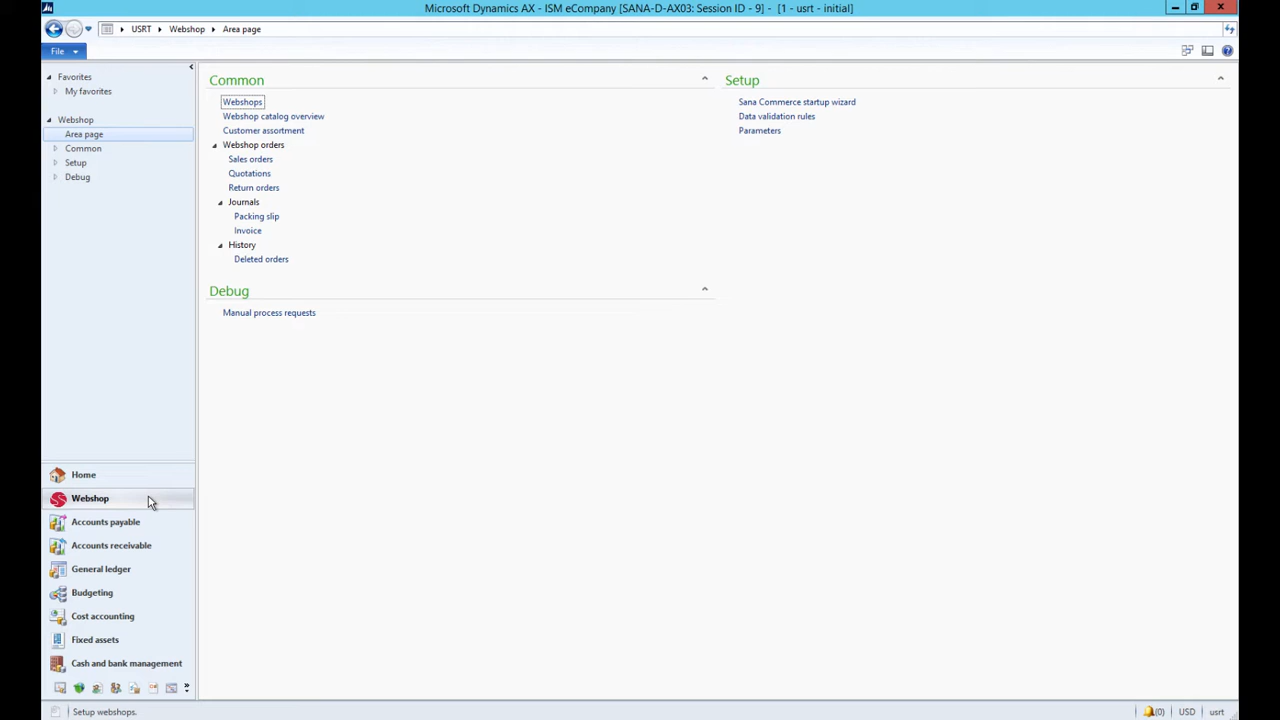 Microsoft Dynamics AX - ISM eCompany [SANA-D-AX03: Session ID - 9] - [1 - usrt - initial]
USRT Webshop Area page
File
Favorites
My favorites
Webshop
Area page
Common
Setup
Debug
Home
Webshop
Accounts payable
Accounts receivable
General ledger
Budgeting
Cost accounting
Fixed assets
Cash and bank management
Common
Webshops
Webshop catalog overview
Customer assortment
Webshop orders
Sales orders
Quotations
Return orders
Journals
Packing slip
Invoice
History
Deleted orders
Debug
Manual process requests
Setup
Sana Commerce startup wizard
Data validation rules
Parameters
Setup webshops.
(0) USD usrt